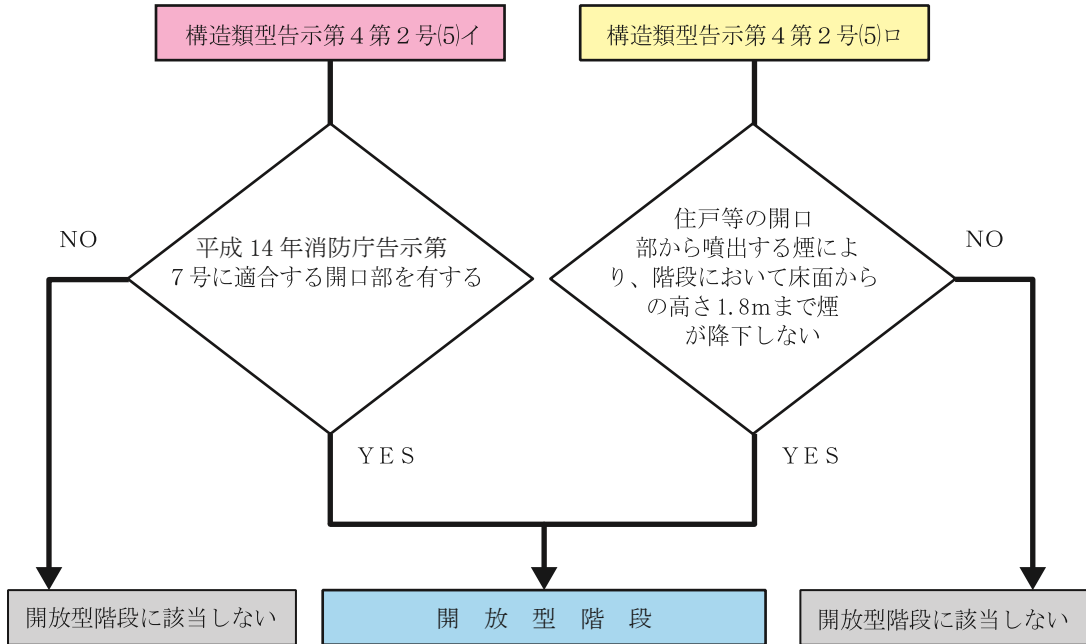 構造類型告示第4第2号⑸イ
構造類型告示第4第2号⑸ロ
平成14年消防庁告示第
7号に適合する開口部を有する
NO
YES
住戸等の開口
部から噴出する煙によ
り、階段において床面から
の高さ1.8mまで煙
が降下しない
NO
YES
開放型階段に該当しない
開放型階段
開放型階段に該当しない